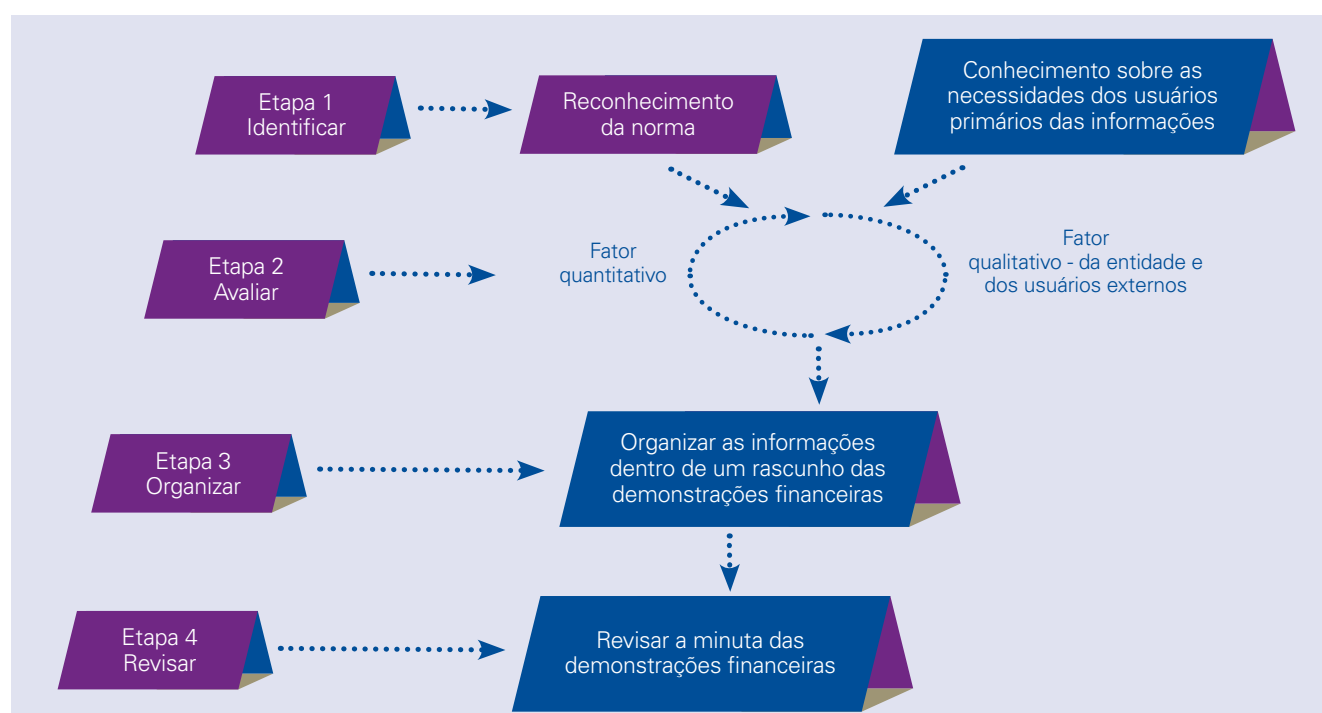 Etapa 1
Identificar
Reconhecimento
da norma
Conhecimento sobre as
necessidades dos usuários
primários das informações
Etapa 2
Avaliar
Fator
quantitativo
Fator
qualitativo - da entidade e
dos usuários externos
Etapa 3
Organizar
Organizar as informações
dentro de um rascunho das
demonstrações financeiras
Etapa 4
Revisar
Revisar a minuta das
demonstrações financeiras